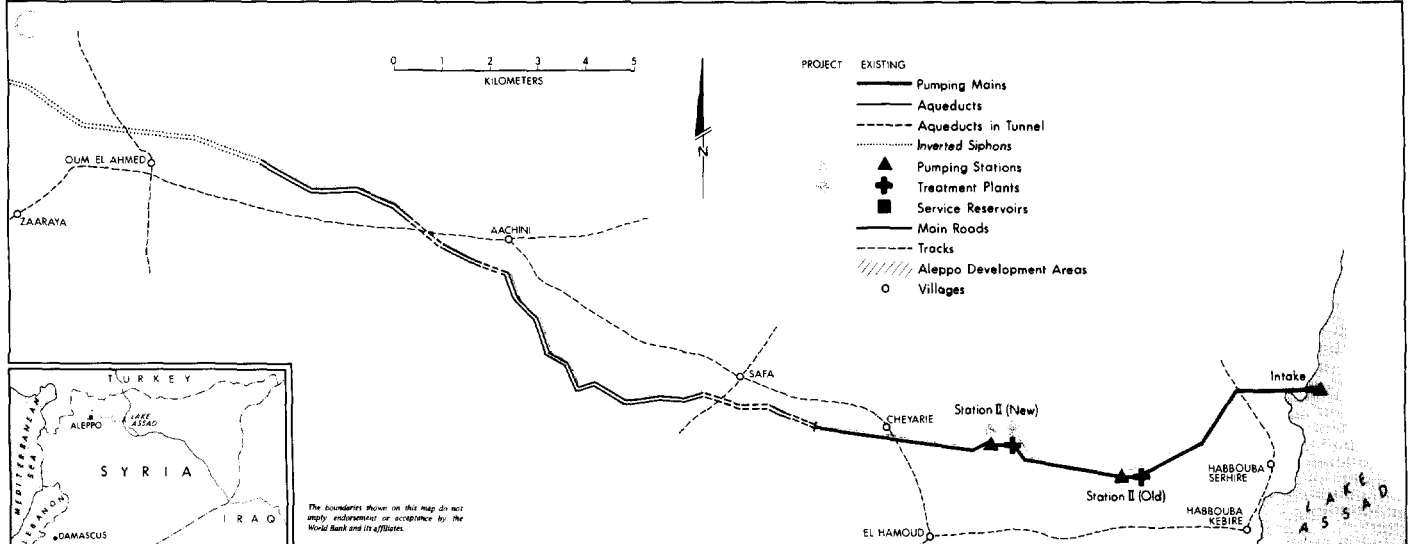 0 1 2 3 4 5
KILOMETERS
N
PROJECT EXISTING
Pumping Mains
Aqueducts
Aqueducts in Tunnel
Inverted Siphons
Pumping Stations
Treatment Plants
Service Reservoirs
Main Roads
Tracks
Aleppo Development Areas
Villages
OUM EL AHMED
ZAARAYA
AACHINI
SAFA
CHEYARIE
Station II (New)
Station II (Old)
Intake
HABBOUBA
SERHIRE
HABBOUBA
KEBIRE
EL HAMOUD
LAKE
ASSAD
TURKEY
MEDITERRANEAN
SEA
ALEPPO
LAKE
ASSAD
SYRIA
LEBANON
DAMASCUS
IRAQ
The boundaries shown on this map do not
imply endorsement or acceptance by the
World Bank and its affiliates.